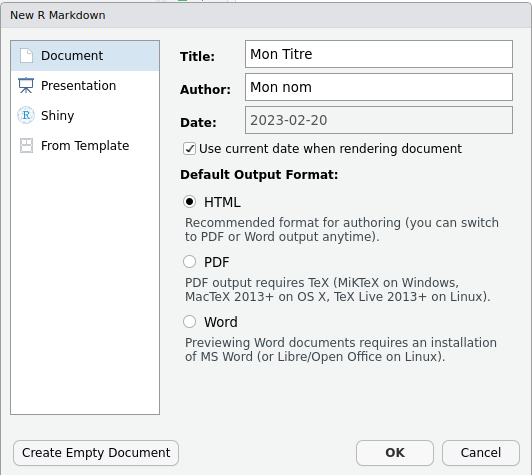 New R Markdown
Document
Presentation
R Shiny
From Template
Title: Mon Titre
Author: Mon nom
Date: 2023-02-20
Use current date when rendering document
Default Output Format:
HTML
Recommended format for authoring (you can switch
to PDF or Word output anytime).
PDF
PDF output requires TeX (MiKTeX on Windows,
MacTeX 2013+ on OS X, TeX Live 2013+ on Linux).
Word
Previewing Word documents requires an installation
of MS Word (or Libre/Open Office on Linux).
Create Empty Document
OK
Cancel